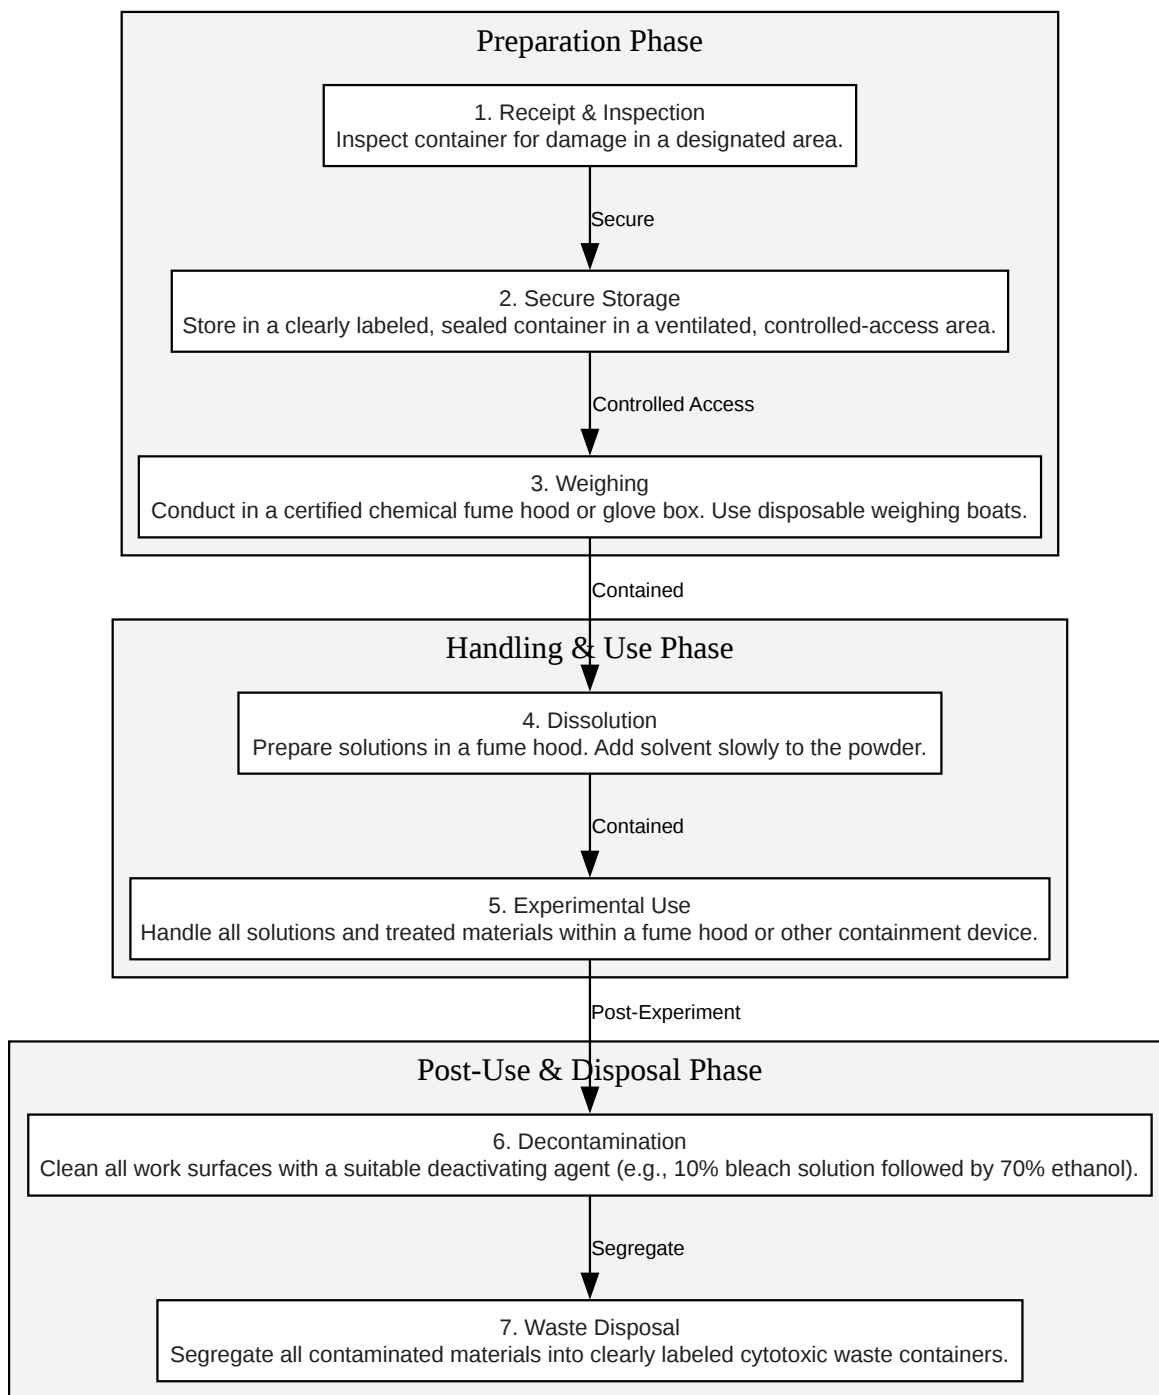 Preparation Phase
1. Receipt & Inspection
Inspect container for damage in a designated area.
Secure
2. Secure Storage
Store in a clearly labeled, sealed container in a ventilated, controlled-access area.
Controlled Access
3. Weighing
Conduct in a certified chemical fume hood or glove box. Use disposable weighing boats.
Contained
Handling & Use Phase
4. Dissolution
Prepare solutions in a fume hood. Add solvent slowly to the powder.
Contained
5. Experimental Use
Handle all solutions and treated materials within a fume hood or other containment device.
Post-Experiment
Post-Use & Disposal Phase
6. Decontamination
Clean all work surfaces with a suitable deactivating agent (e.g., 10% bleach solution followed by 70% ethanol).
Segregate
7. Waste Disposal
Segregate all contaminated materials into clearly labeled cytotoxic waste containers.